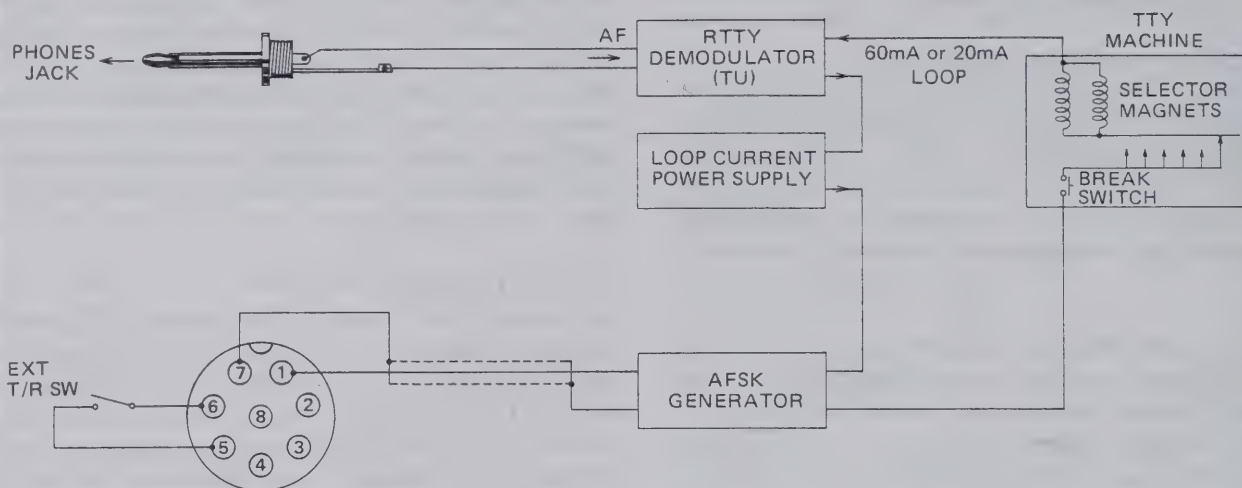 PHONES
JACK
AF
RTTY
DEMODULATOR
(TU)
60mA or 20mA
LOOP
TTY
MACHINE
SELECTOR
MAGNETS
LOOP CURRENT
POWER SUPPLY
BREAK
SWITCH
EXT
T/R SW
7
1
6
2
8
5
3
4
AFSK
GENERATOR